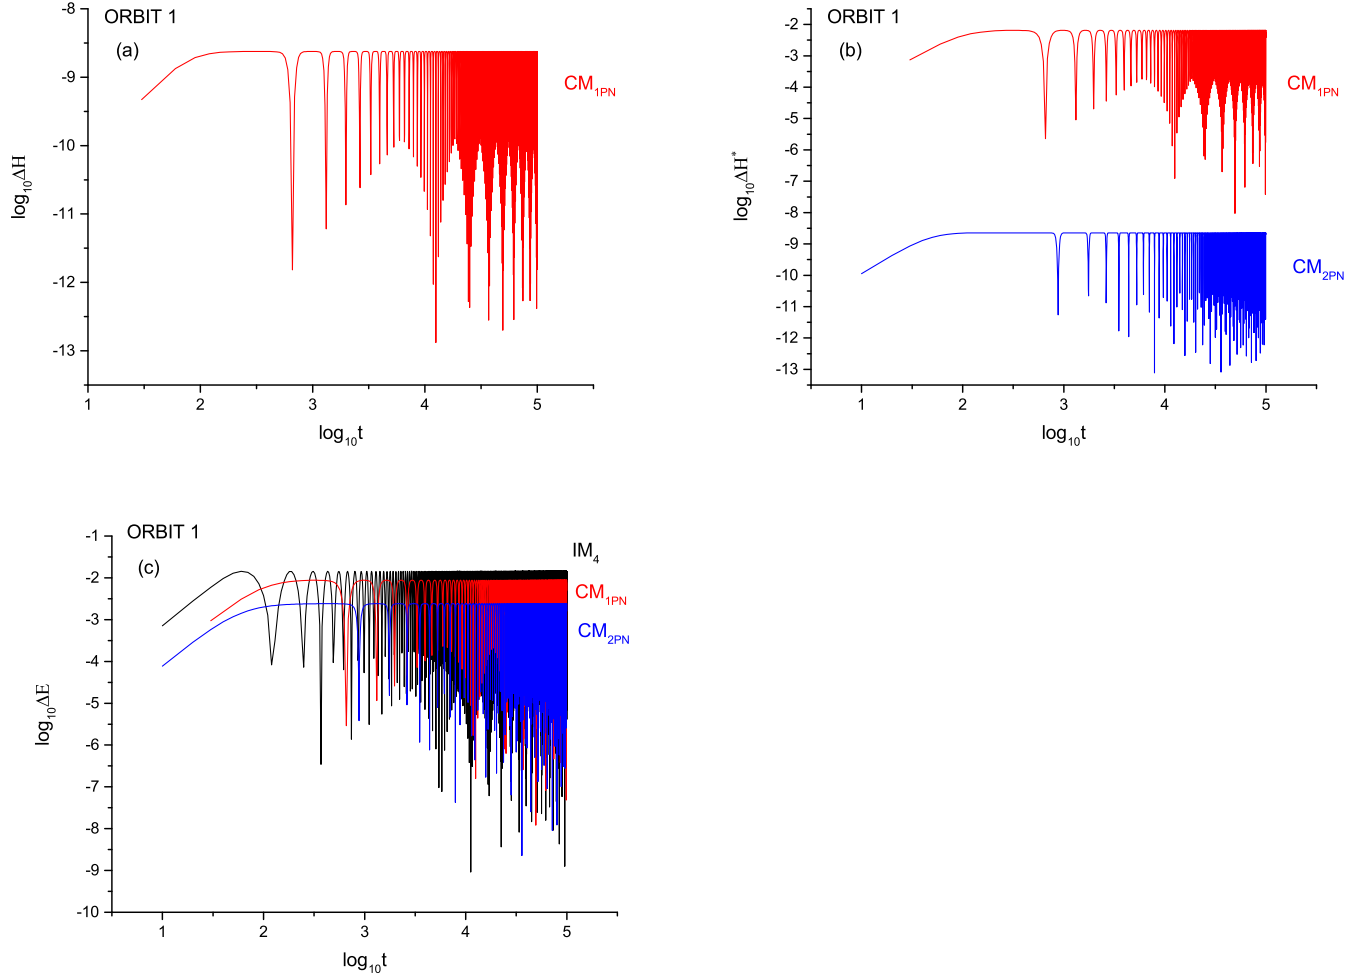 ORBIT 1
(a)
CM1PN
-8
-9
-10
-11
-12
-13
log10ΔH
1 2 3 4 5
log10t
ORBIT 1
(b)
CM1PN
CM2PN
-2
-3
-4
-5
-6
-7
-8
-9
-10
-11
-12
-13
log10ΔH*
1 2 3 4 5
log10t
ORBIT 1
(c)
IM4
CM1PN
CM2PN
-1
-2
-3
-4
-5
-6
-7
-8
-9
-10
log10ΔE
1 2 3 4 5
log10t